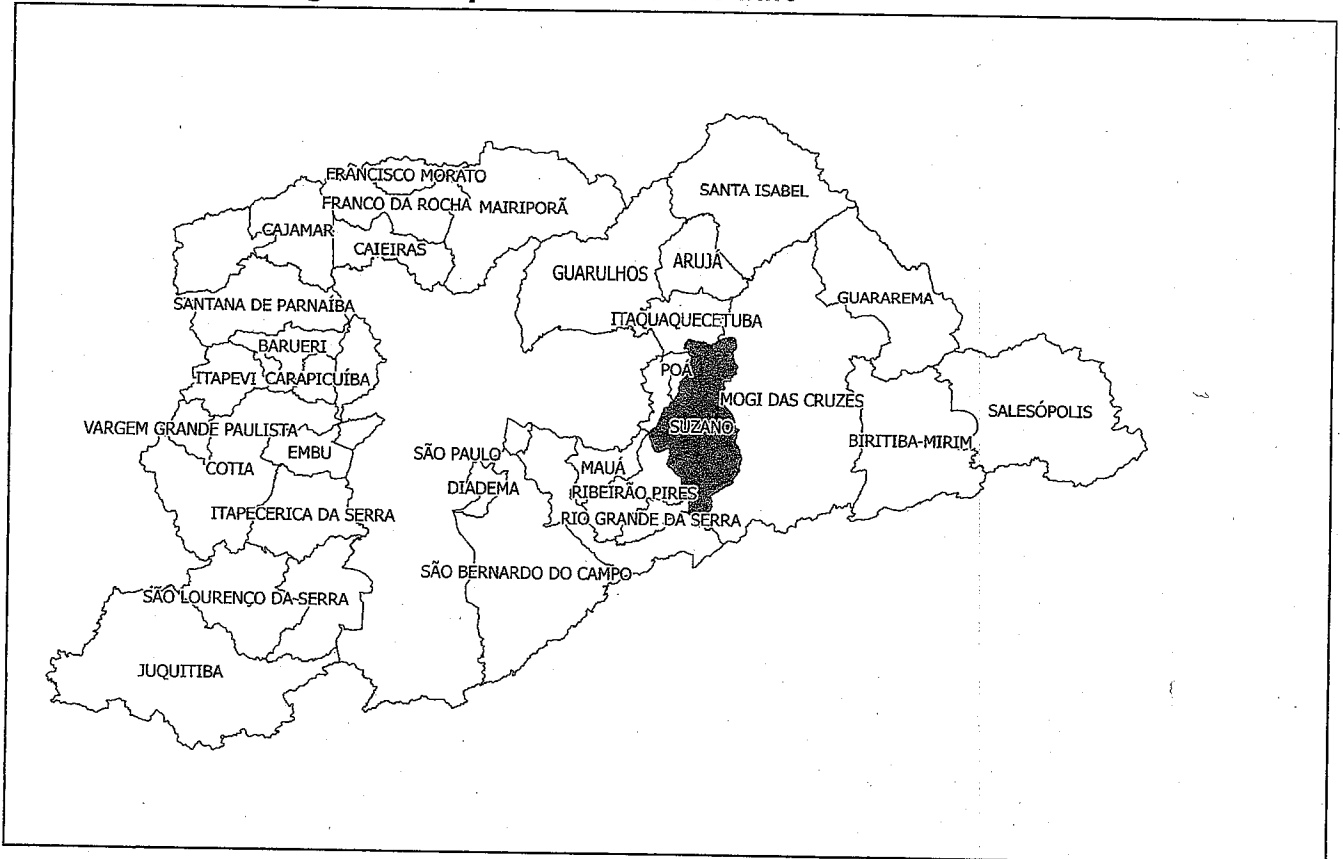 FRANCISCO MORATO
SANTA ISABEL
FRANCO DA ROCHA
MAIRIPORÃ
CAJAMAR
CAIEIRAS
ARUJÁ
GUARULHOS
GUARAREMA
SANTANA DE PARNAÍBA
ITAQUAQUECETUBA
BARUERI
POÁ
ITAPEVI
CARAPICUÍBA
MOGI DAS CRUZES
SALESÓPOLIS
VARGEM GRANDE PAULISTA
SUZANO
BIRITIBA-MIRIM
EMBU
SÃO PAULO
COTIA
MAUÁ
DIADEMA
RIBEIRÃO PIRES
ITAPECERICA DA SERRA
RIO GRANDE DA SERRA
SÃO BERNARDO DO CAMPO
SÃO LOURENÇO DA SERRA
JUQUITIBA